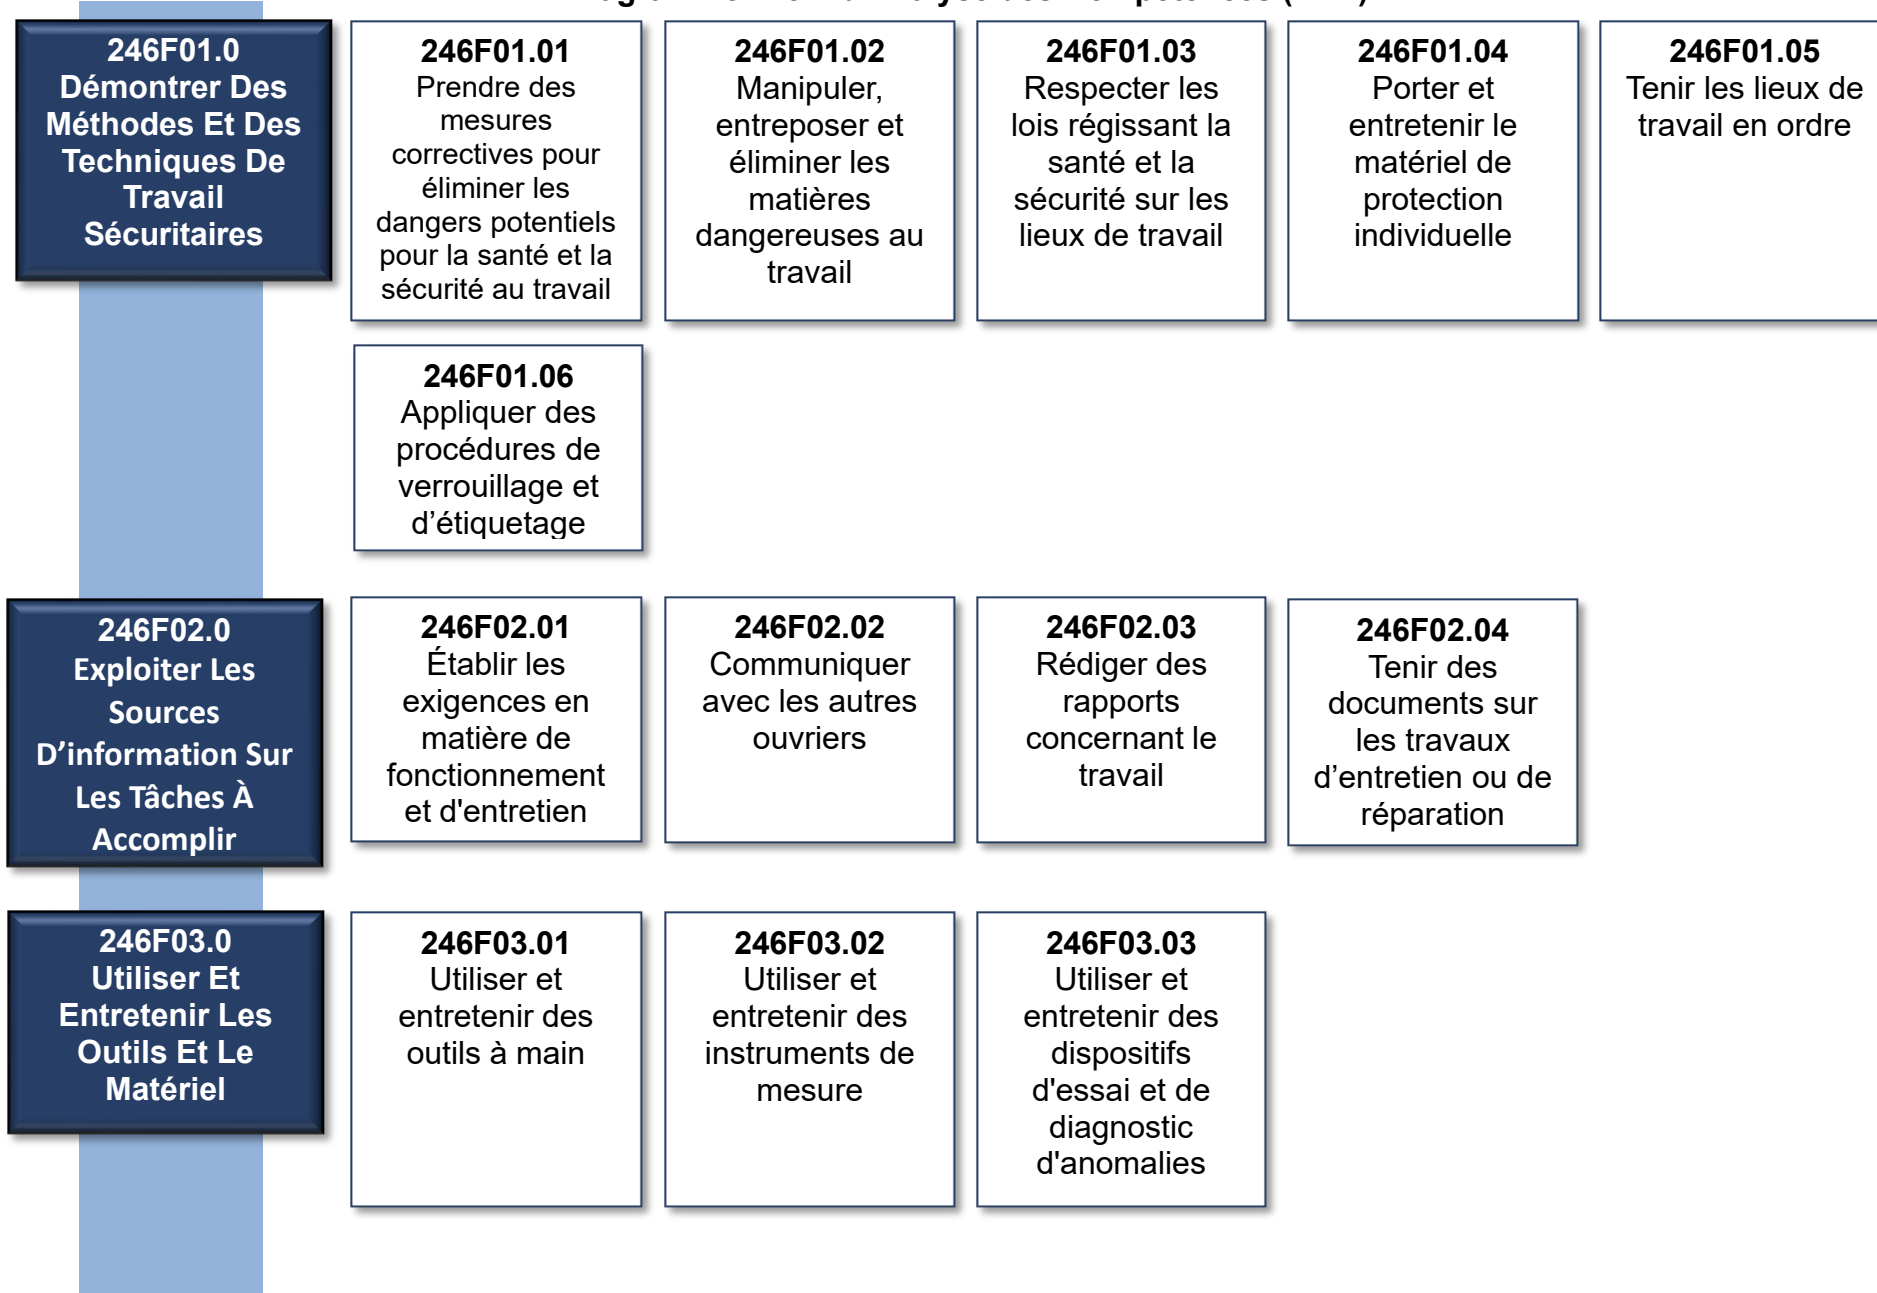 246F01.0
Démontrer Des
Méthodes Et Des
Techniques De
Travail
Sécuritaires
246F01.01
Prendre des
mesures
correctives pour
éliminer les
dangers potentiels
pour la santé et la
sécurité au travail
246F01.02
Manipuler,
entreposer et
éliminer les
matières
dangereuses au
travail
246F01.03
Respecter les
lois régissant la
santé et la
sécurité sur les
lieux de travail
246F01.04
Porter et
entretenir le
matériel de
protection
individuelle
246F01.05
Tenir les lieux de
travail en ordre
246F01.06
Appliquer des
procédures de
verrouillage et
d’étiquetage
246F02.0
Exploiter Les
Sources
D’information Sur
Les Tâches À
Accomplir
246F02.01
Établir les
exigences en
matière de
fonctionnement
et d'entretien
246F02.02
Communiquer
avec les autres
ouvriers
246F02.03
Rédiger des
rapports
concernant le
travail
246F02.04
Tenir des
documents sur
les travaux
d’entretien ou de
réparation
246F03.0
Utiliser Et
Entretenir Les
Outils Et Le
Matériel
246F03.01
Utiliser et
entretenir des
outils à main
246F03.02
Utiliser et
entretenir des
instruments de
mesure
246F03.03
Utiliser et
entretenir des
dispositifs
d'essai et de
diagnostic
d'anomalies